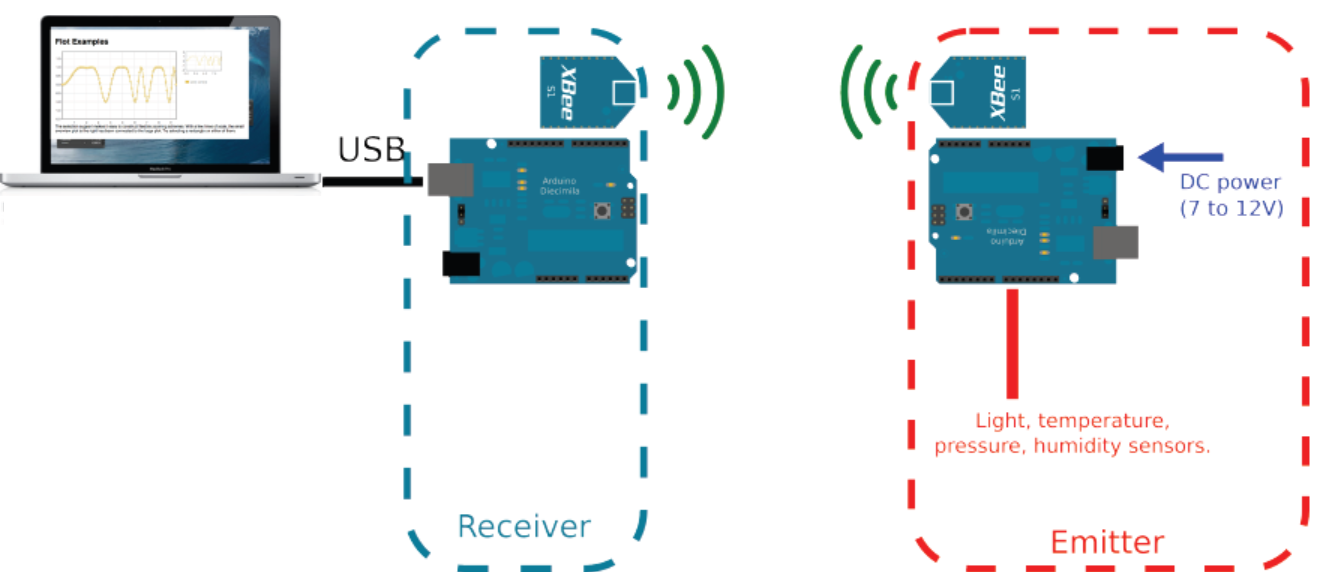 Plot Examples
USB
XBee
S1
Arduino
Diecimila
Receiver
XBee
S1
DC power
(7 to 12V)
Arduino
Diecimila
Light, temperature,
pressure, humidity sensors.
Emitter